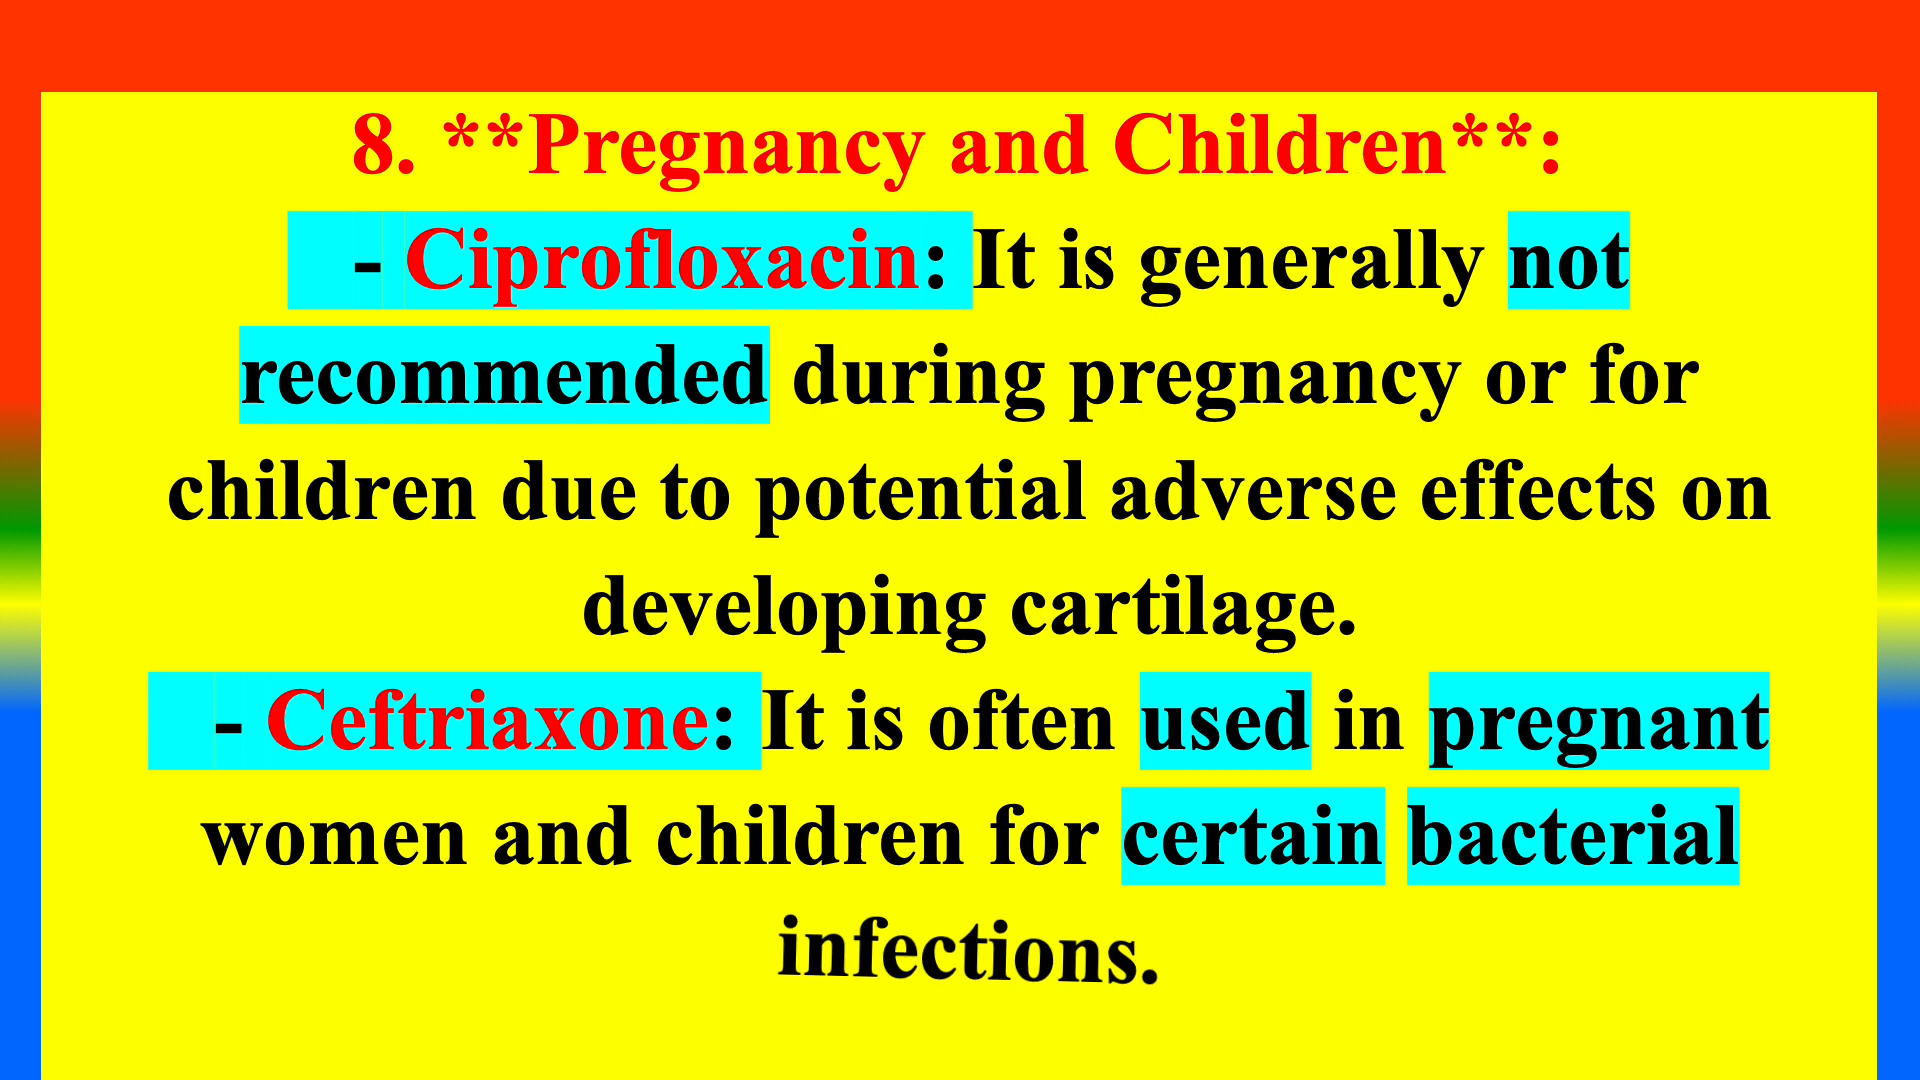 8. **Pregnancy and Children**:
- Ciprofloxacin: It is generally not
recommended during pregnancy or for
children due to potential adverse effects on
developing cartilage.
- Ceftriaxone: It is often used in pregnant
women and children for certain bacterial
infections.